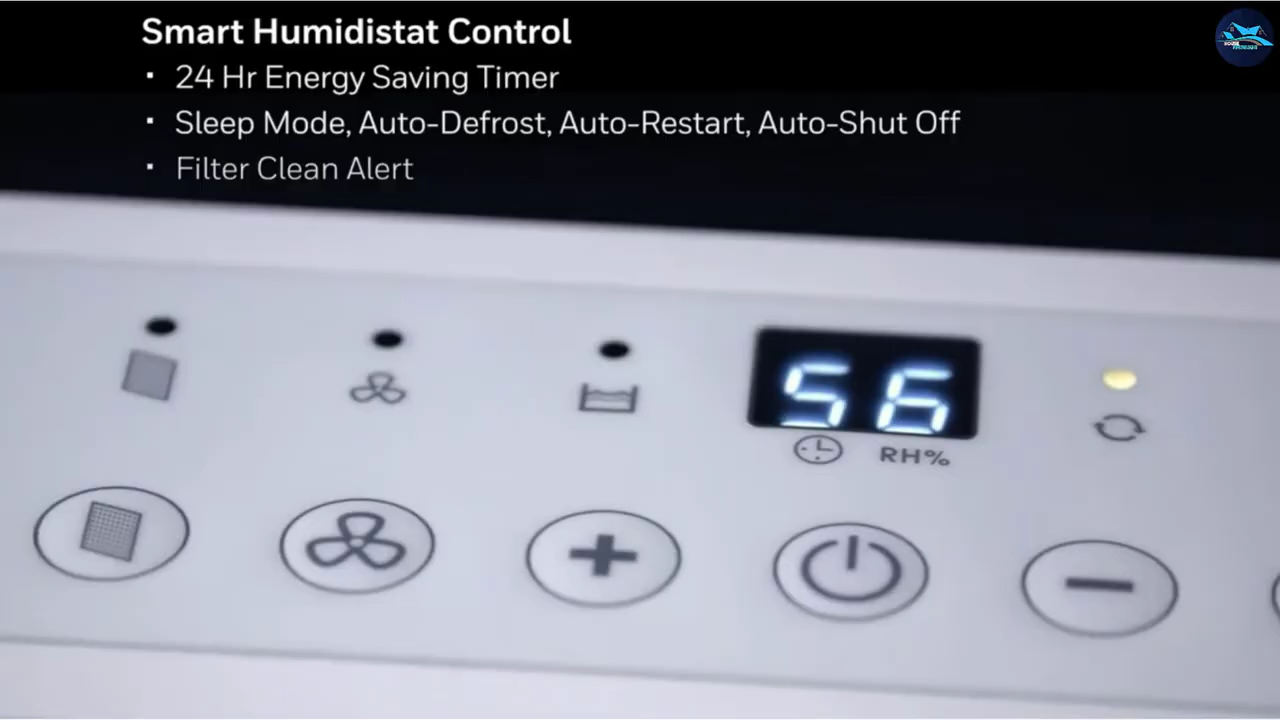 Smart Humidistat Control
▪ 24 Hr Energy Saving Timer
▪ Sleep Mode, Auto-Defrost, Auto-Restart, Auto-Shut Off
▪ Filter Clean Alert
56
RH%